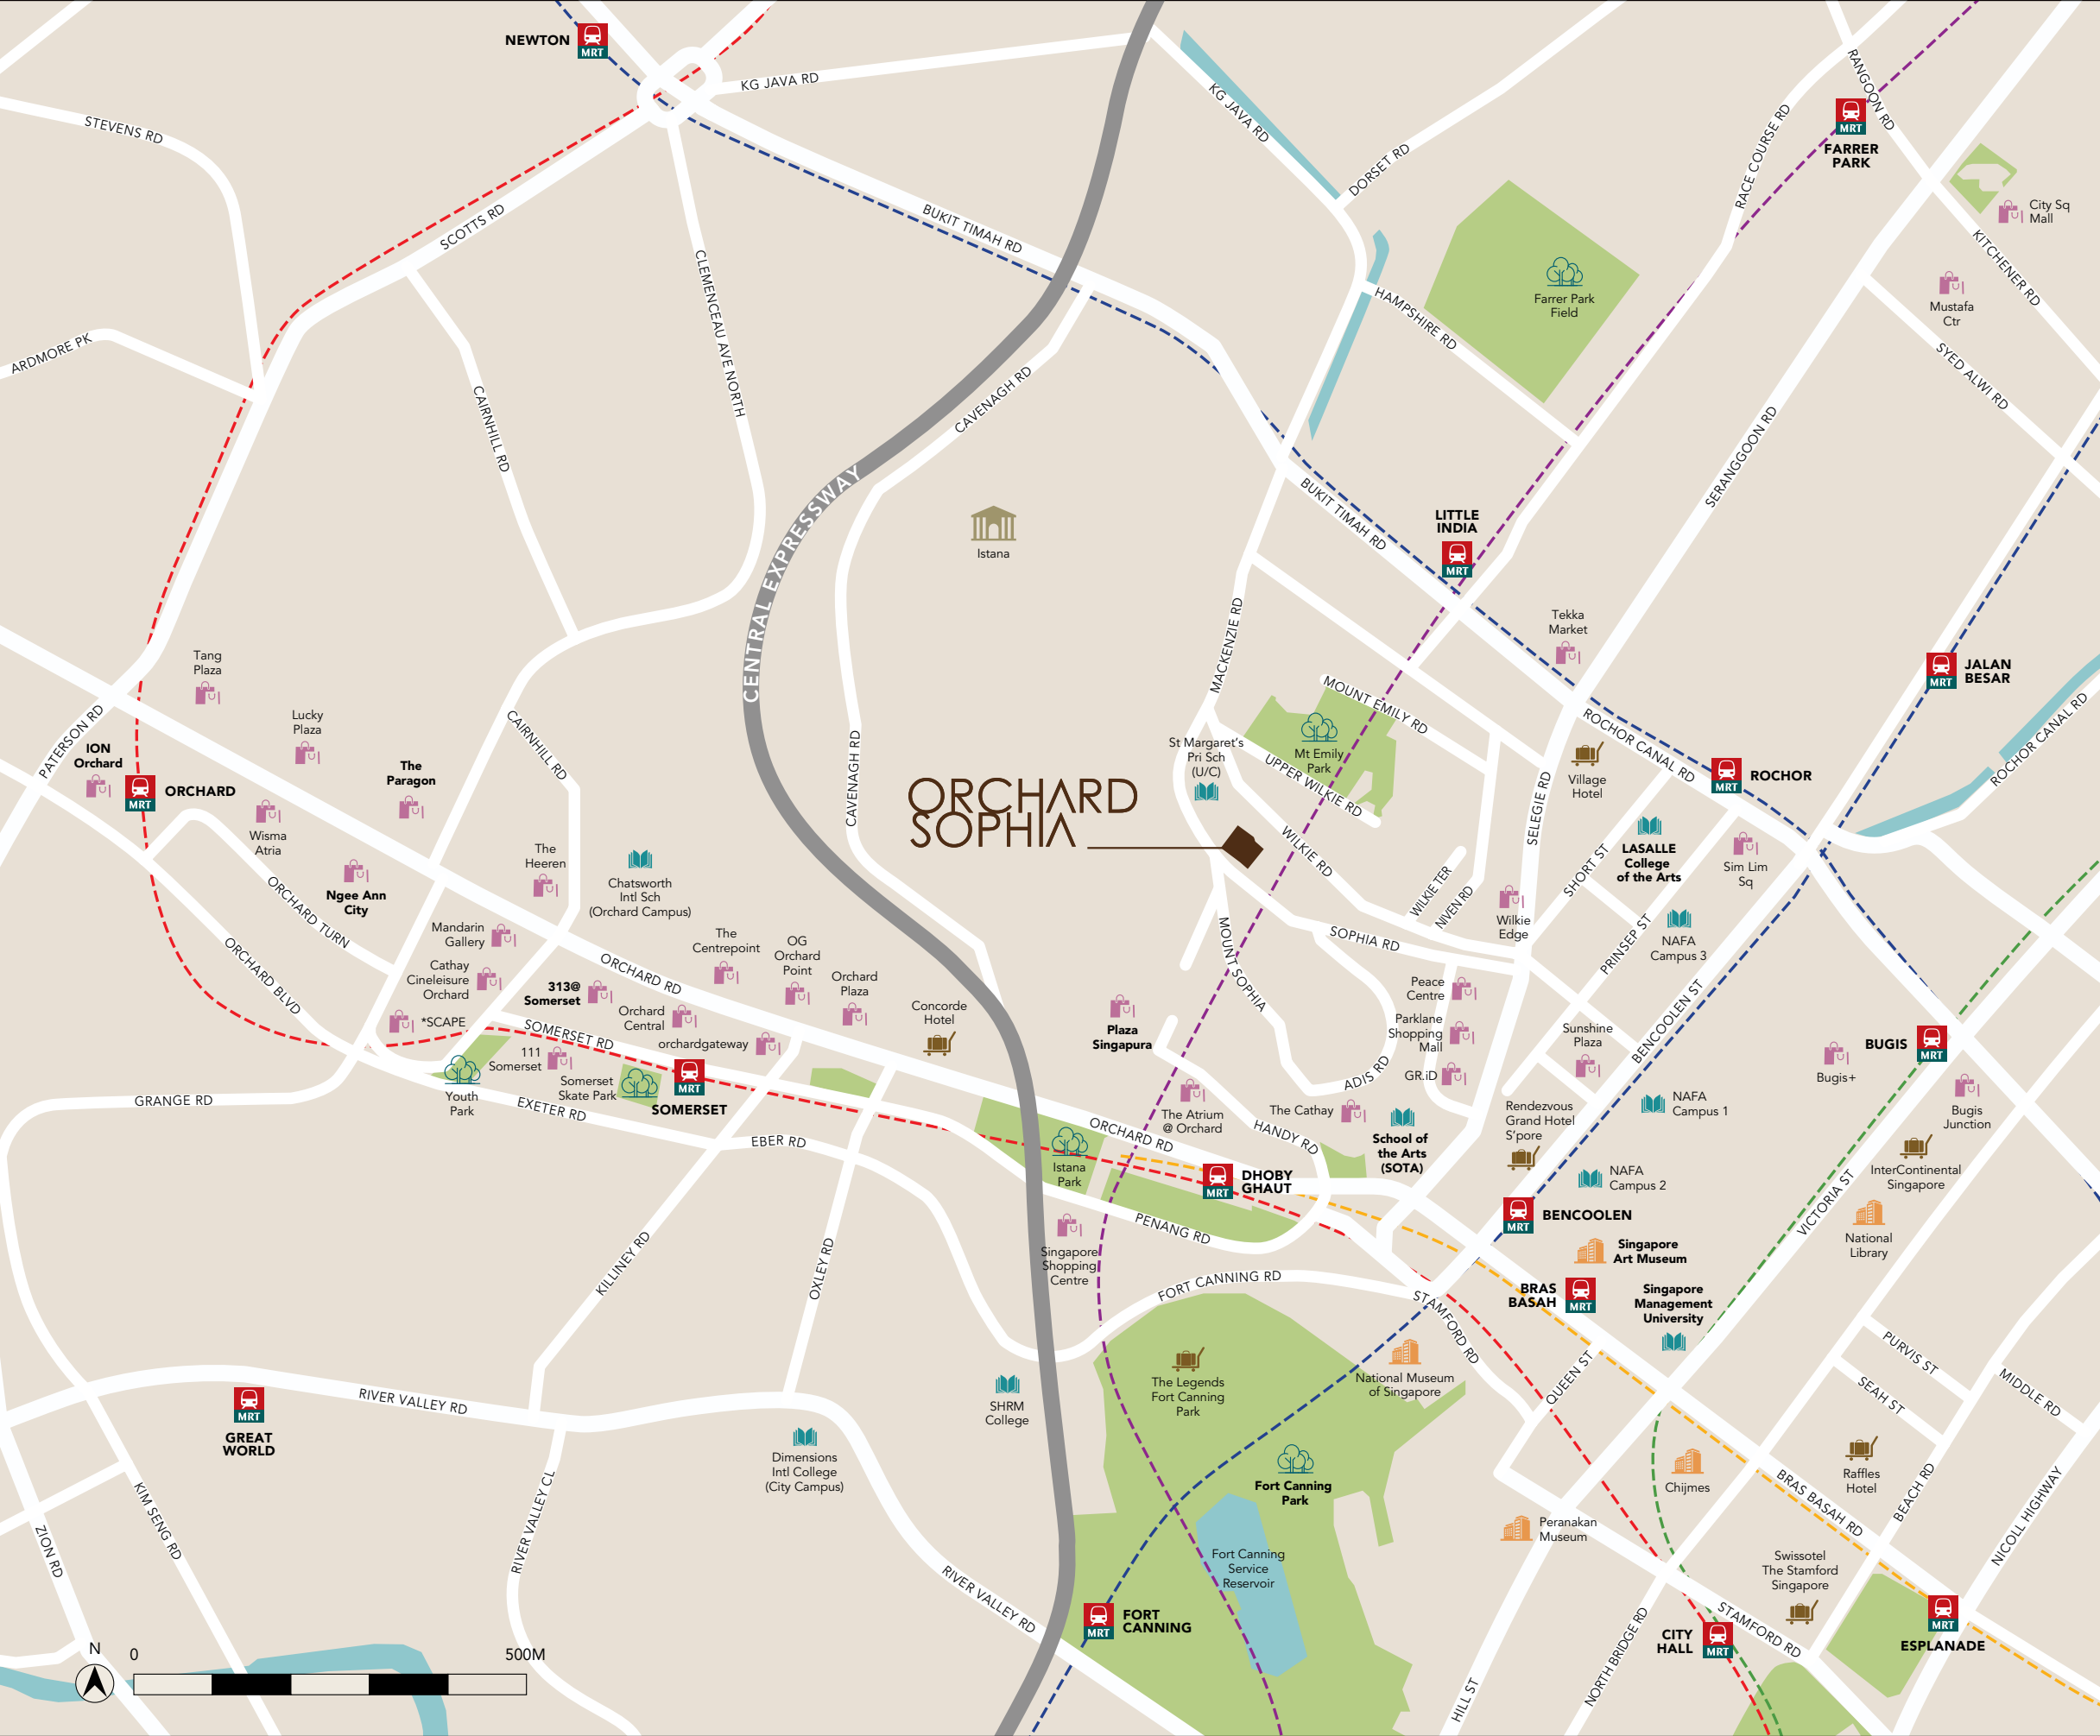 NEWTON
MRT
KG JAVA RD
KG JAVA RD
STEVENS RD
SCOTTS RD
ARDMORE PK
CAIRNHILL RD
CLEMENCEAU AVE NORTH
BUKIT TIMAH RD
CAVENAGH RD
CENTRAL EXPRESSWAY
DORSET RD
HAMPSHIRE RD
Farrer Park
Field
RACE COURSE RD
RANGOON RD
MRT
FARRER
PARK
City Sq
Mall
KITCHENER RD
Mustafa
Ctr
SYED ALWI RD
SERANGGOON RD
Istana
BUKIT TIMAH RD
LITTLE
INDIA
MRT
MACKENZIE RD
Tekka
Market
MRT
JALAN
BESAR
ROCHOR CANAL RD
ROCHOR CANAL RD
MRT
ROCHOR
Tang
Plaza
Lucky
Plaza
PATERSON RD
ION
Orchard
MRT
ORCHARD
The
Paragon
Wisma
Atria
Ngee Ann
City
The
Heeren
CAIRNHILL RD
Chatsworth
Intl Sch
(Orchard Campus)
CAVENAGH RD
ORCHARD
SOPHIA
St Margaret's
Pri Sch
(U/C)
MOUNT EMILY RD
Mt Emily
Park
UPPER WILKIE RD
WILKIE RD
WILKIE TER
NIVEN RD
SELEGIE RD
Village
Hotel
SHORT ST
LASALLE
College
of the Arts
Sim Lim
Sq
Wilkie
Edge
NAFA
Campus 3
PRINSEP ST
BENCOOLEN ST
SOPHIA RD
MOUNT SOPHIA
ADIS RD
HANDY RD
Peace
Centre
Parklane
Shopping
Mall
GR.iD
Sunshine
Plaza
ORCHARD TURN
ORCHARD BLVD
Mandarin
Gallery
Cathay
Cineleisure
Orchard
*SCAPE
313@
Somerset
ORCHARD RD
The
Centrepoint
OG
Orchard
Point
Orchard
Plaza
Orchard
Central
orchardgateway
SOMERSET RD
111
Somerset
Somerset
Skate Park
MRT
SOMERSET
Youth
Park
Concorde
Hotel
Plaza
Singapura
The Atrium
@ Orchard
The Cathay
School of
the Arts
(SOTA)
Rendezvous
Grand Hotel
S'pore
NAFA
Campus 1
NAFA
Campus 2
BUGIS
MRT
Bugis+
Bugis
Junction
InterContinental
Singapore
National
Library
VICTORIA ST
GRANGE RD
EXETER RD
EBER RD
KILLINEY RD
OXLEY RD
ORCHARD RD
Istana
Park
MRT
DHOBY
GHAUT
PENANG RD
Singapore
Shopping
Centre
FORT CANNING RD
STAMFORD RD
MRT
BENCOOLEN
Singapore
Art Museum
BRAS
BASAH
MRT
Singapore
Management
University
QUEEN ST
PURVIS ST
SEAH ST
MIDDLE RD
National Museum
of Singapore
The Legends
Fort Canning
Park
Fort Canning
Park
Fort Canning
Service
Reservoir
SHRM
College
Dimensions
Intl College
(City Campus)
MRT
GREAT
WORLD
RIVER VALLEY RD
RIVER VALLEY CL
KIM SENG RD
ZION RD
RIVER VALLEY RD
MRT
FORT
CANNING
Chijmes
Peranakan
Museum
Raffles
Hotel
BRAS BASAH RD
BEACH RD
NICOLL HIGHWAY
Swissotel
The Stamford
Singapore
STAMFORD RD
NORTH BRIDGE RD
HILL ST
CITY
HALL
MRT
MRT
ESPLANADE
N
0
500M